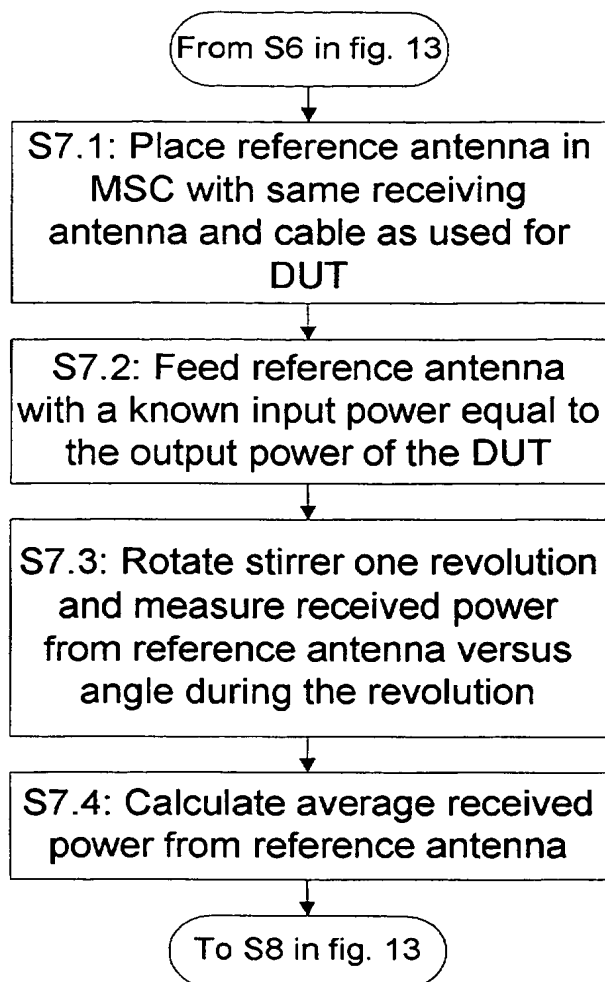 From S6 in fig. 13
S7.1: Place reference antenna in
MSC with same receiving
antenna and cable as used for
DUT
S7.2: Feed reference antenna
with a known input power equal to
the output power of the DUT
S7.3: Rotate stirrer one revolution
and measure received power
from reference antenna versus
angle during the revolution
S7.4: Calculate average received
power from reference antenna
To S8 in fig. 13